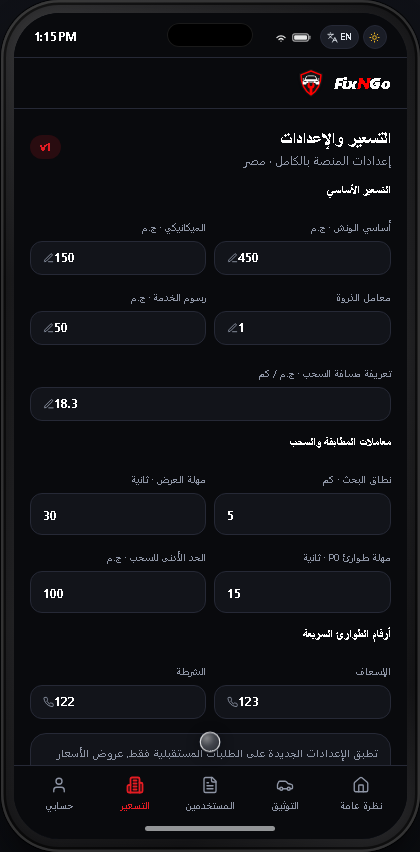 1:15 PM
EN
FixNGo
التسعير والإعدادات
v1
إعدادات المنصة بالكامل · مصر
التسعير الأساسي
أساسي الونش · ج.م
الميكانيكي · ج.م
450
150
معامل الذروة
رسوم الخدمة · ج.م
1
50
تعريفة مسافة السحب · ج.م / كم
18.3
معاملات المطابقة والسحب
نطاق البحث · كم
مهلة العرض · ثانية
5
30
مهلة طوارئ P0 · ثانية
الحد الأدنى للسحب · ج.م
15
100
أرقام الطوارئ السريعة
الإسعاف
الشرطة
123
122
تطبق الإعدادات الجديدة على الطلبات المستقبلية فقط. عروض الأسعار
نظرة عامة
التوثيق
المستخدمين
التسعير
حسابي